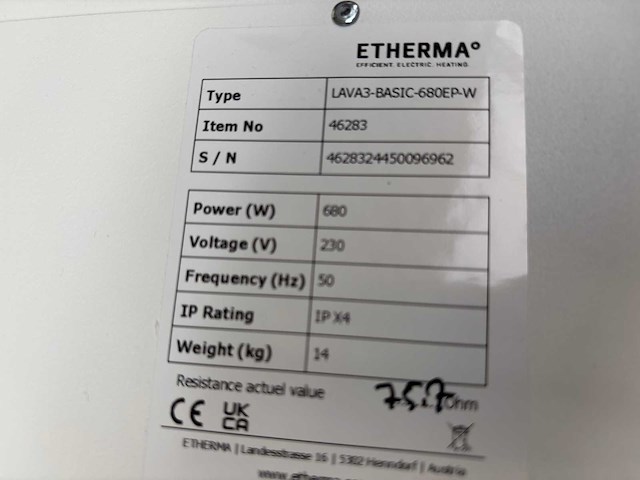 ETHERMA°
EFFICIENT. ELECTRIC. HEATING.
Type LAVA3-BASIC-680EP-W
Item No 46283
S / N 4628324450096962
Power (W) 680
Voltage (V) 230
Frequency (Hz) 50
IP Rating IP X4
Weight (kg) 14
Resistance actuel value 75.7 Ohm
CE UK CA
ETHERMA | Landesstrasse 16 | 5302 Henndorf | Austria